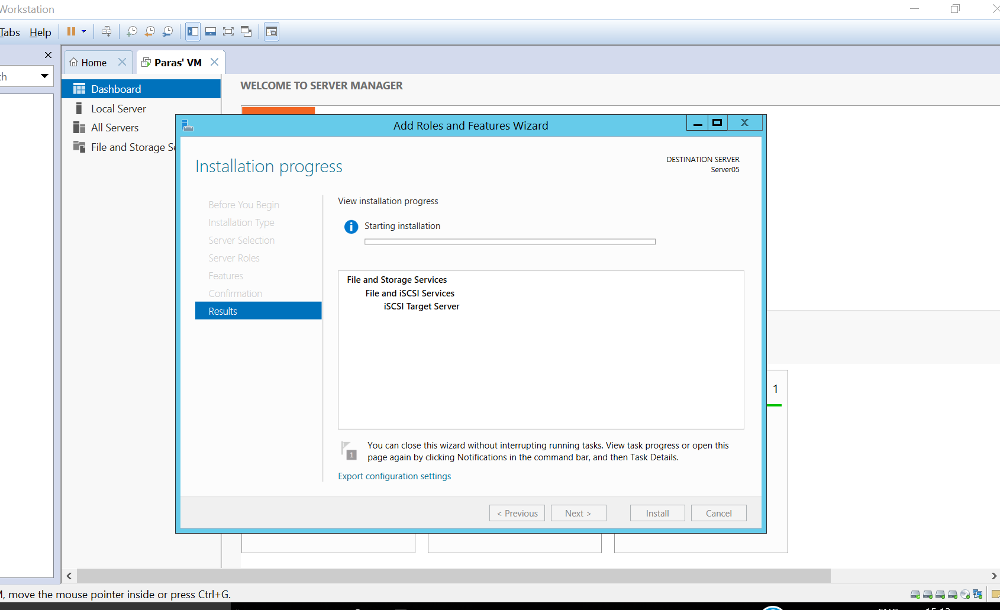 Workstation
Tabs Help
Home
Paras' VM
Dashboard
Local Server
All Servers
File and Storage Se
WELCOME TO SERVER MANAGER
Add Roles and Features Wizard
X
Installation progress
DESTINATION SERVER
Server05
Before You Begin
Installation Type
Server Selection
Server Roles
Features
Confirmation
Results
View installation progress
Starting installation
File and Storage Services
File and iSCSI Services
iSCSI Target Server
1
You can close this wizard without interrupting running tasks. View task progress or open this
page again by clicking Notifications in the command bar, and then Task Details.
1
Export configuration settings
< Previous
Next >
Install
Cancel
, move the mouse pointer inside or press Ctrl+G.